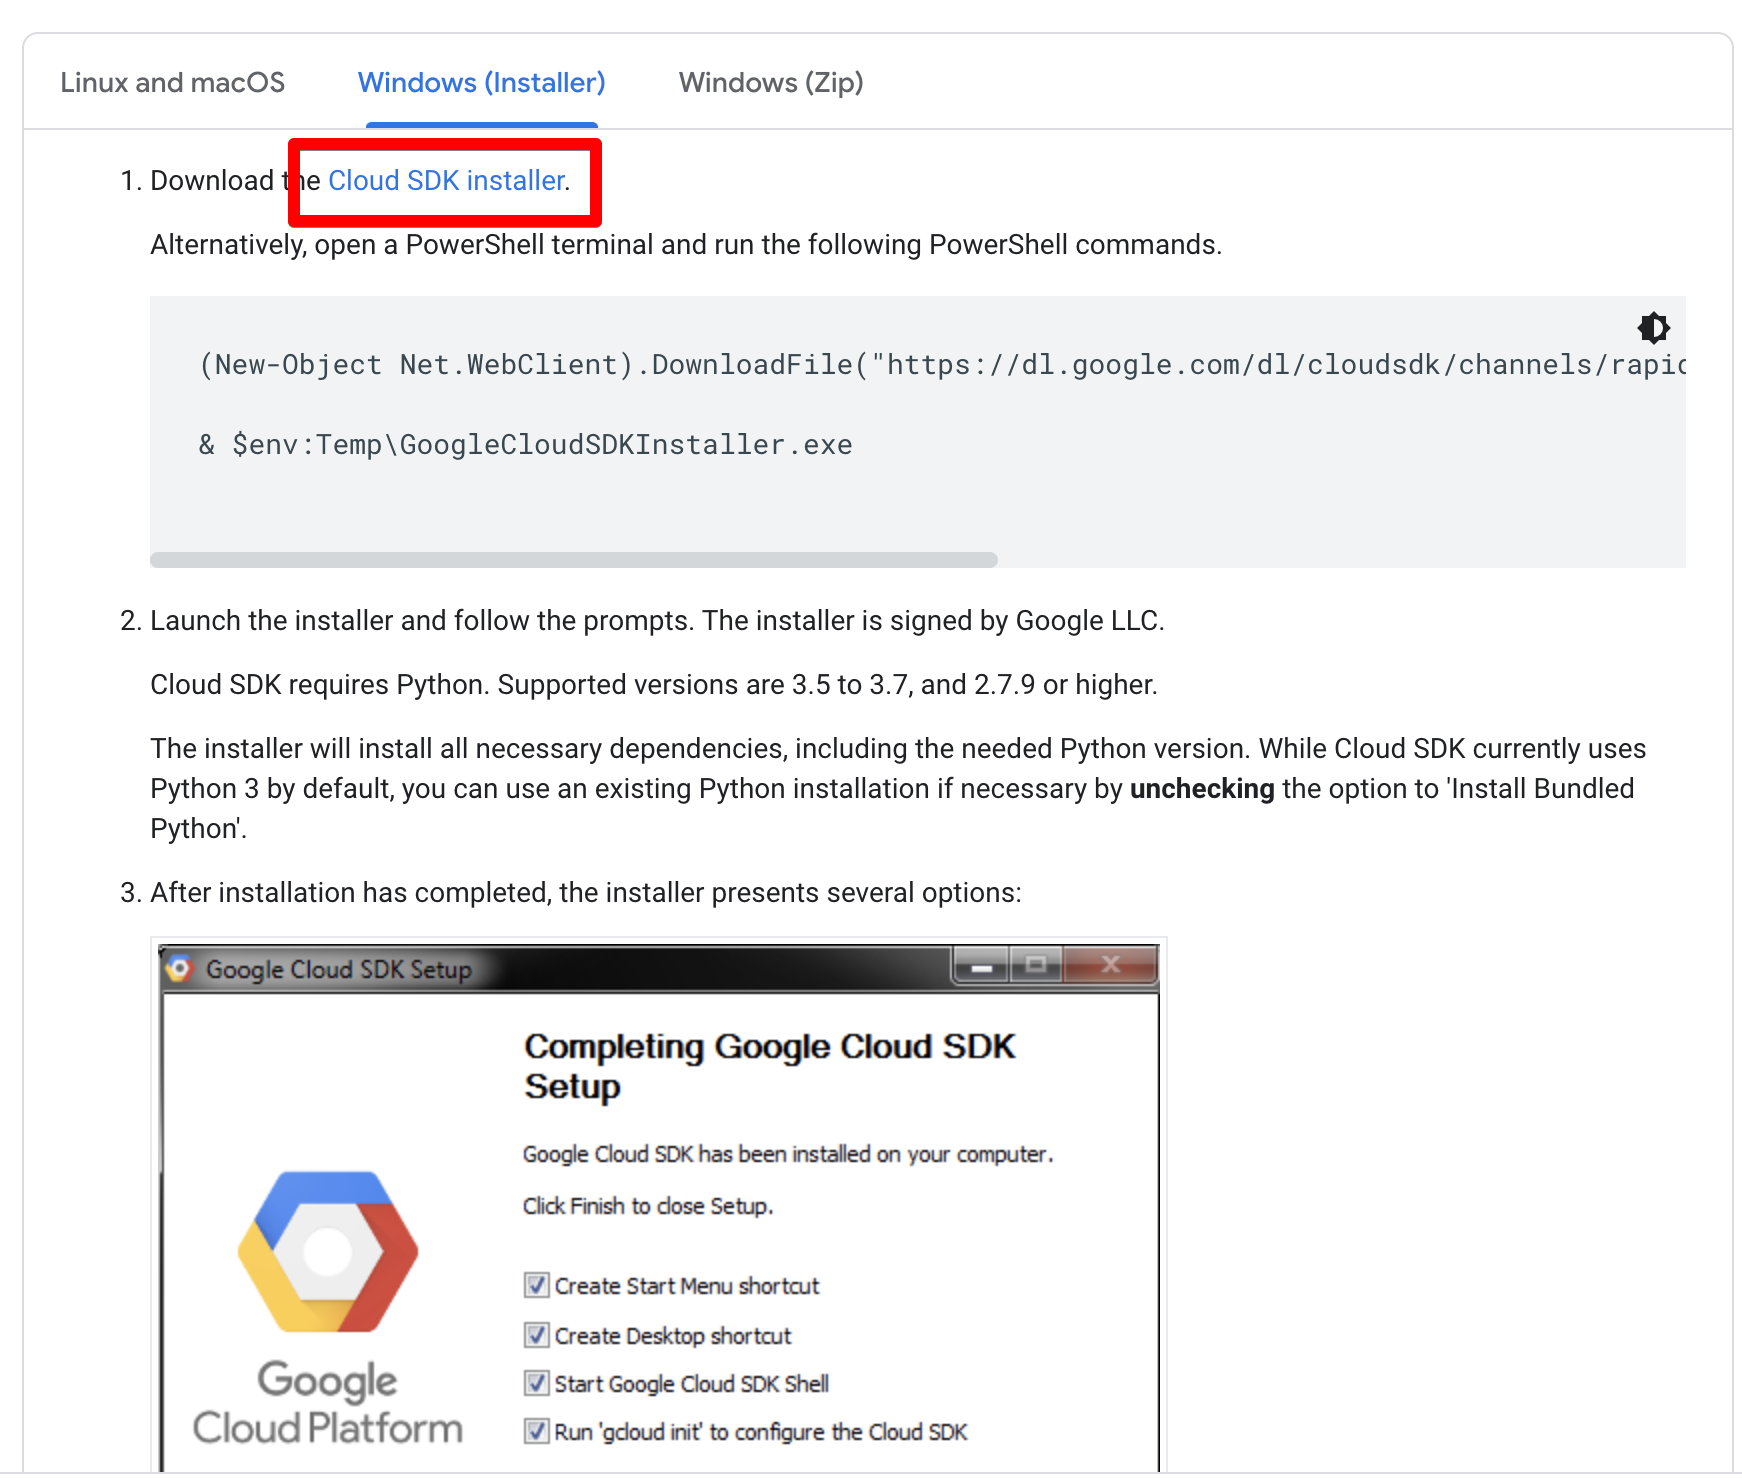 Linux and macOS
Windows (Installer)
Windows (Zip)
1. Download the Cloud SDK installer.
Alternatively, open a PowerShell terminal and run the following PowerShell commands.
(New-Object Net.WebClient).DownloadFile("https://dl.google.com/dl/cloudsdk/channels/rapid
& $env:Temp\GoogleCloudSDKInstaller.exe
2. Launch the installer and follow the prompts. The installer is signed by Google LLC.
Cloud SDK requires Python. Supported versions are 3.5 to 3.7, and 2.7.9 or higher.
The installer will install all necessary dependencies, including the needed Python version. While Cloud SDK currently uses
Python 3 by default, you can use an existing Python installation if necessary by unchecking the option to 'Install Bundled
Python'.
3. After installation has completed, the installer presents several options:
Google Cloud SDK Setup
Completing Google Cloud SDK
Setup
Google Cloud SDK has been installed on your computer.
Click Finish to close Setup.
Create Start Menu shortcut
Create Desktop shortcut
Start Google Cloud SDK Shell
Run 'gcloud init' to configure the Cloud SDK
Google
Cloud Platform